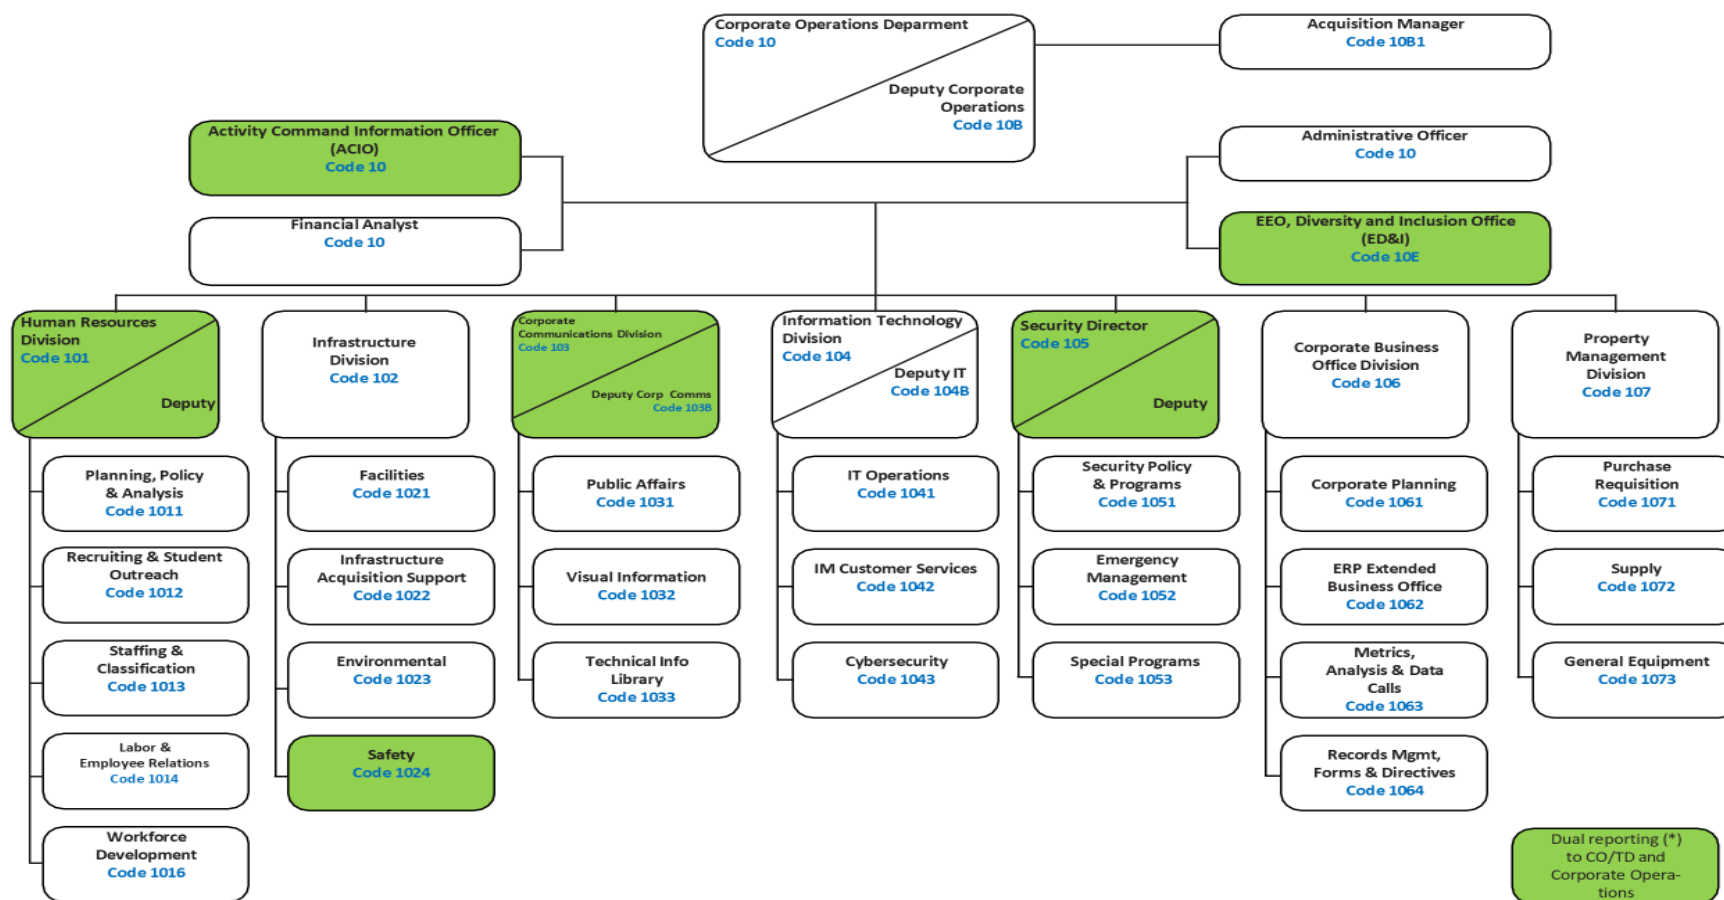 Corporate Operations Deparment
Code 10
Deputy Corporate
Operations
Code 10B
Acquisition Manager
Code 10B1
Activity Command Information Officer
(ACIO)
Code 10
Financial Analyst
Code 10
Administrative Officer
Code 10
EEO, Diversity and Inclusion Office
(ED&I)
Code 10E
Human Resources
Division
Code 101
Deputy
Infrastructure
Division
Code 102
Corporate
Communications Division
Code 103
Deputy Corp Comms
Code 103B
Information Technology
Division
Code 104
Deputy IT
Code 104B
Security Director
Code 105
Deputy
Corporate Business
Office Division
Code 106
Property
Management
Division
Code 107
Planning, Policy
& Analysis
Code 1011
Recruiting & Student
Outreach
Code 1012
Staffing &
Classification
Code 1013
Labor &
Employee Relations
Code 1014
Workforce
Development
Code 1016
Facilities
Code 1021
Infrastructure
Acquisition Support
Code 1022
Environmental
Code 1023
Safety
Code 1024
Public Affairs
Code 1031
Visual Information
Code 1032
Technical Info
Library
Code 1033
IT Operations
Code 1041
IM Customer Services
Code 1042
Cybersecurity
Code 1043
Security Policy
& Programs
Code 1051
Emergency
Management
Code 1052
Special Programs
Code 1053
Corporate Planning
Code 1061
ERP Extended
Business Office
Code 1062
Metrics,
Analysis & Data
Calls
Code 1063
Records Mgmt,
Forms & Directives
Code 1064
Purchase
Requisition
Code 1071
Supply
Code 1072
General Equipment
Code 1073
Dual reporting (*)
to CO/TD and
Corporate Opera-
tions